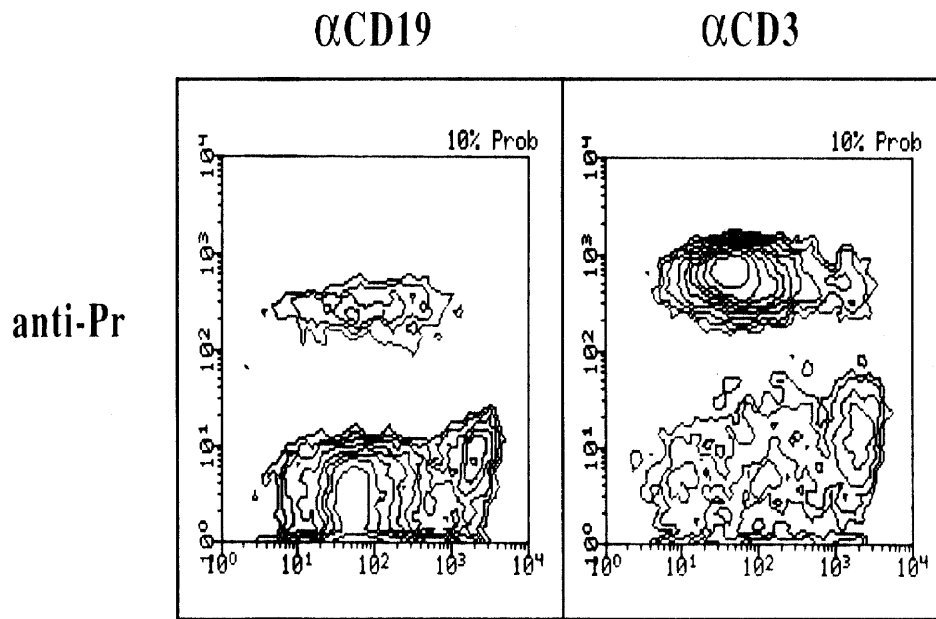 αCD19 αCD3
10% Prob 10% Prob
10⁴ 10⁴
10³ 10³
anti-Pr
10² 10²
10¹ 10¹
10⁰ 10⁰
10⁰ 10¹ 10² 10³ 10⁴ 10⁰ 10¹ 10² 10³ 10⁴